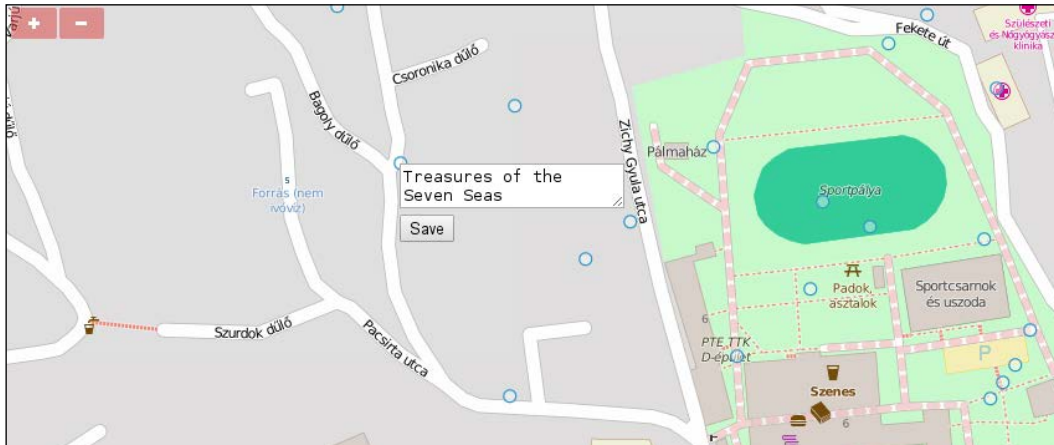 +
−
Fekete út
Szülészeti
és Nőgyógyász
klinika
Csoronika dűlő
Bagoly dűlő
Zichy Gyula utca
Pálmaház
Treasures of the
Seven Seas
Save
Sportpálya
5
Forrás (nem
ivóvíz)
Padok,
asztalok
Sportcsarnok
és uszoda
Szurdok dűlő
Pacsirta utca
6
PTE TTK
D-épület
P
Szenes
6